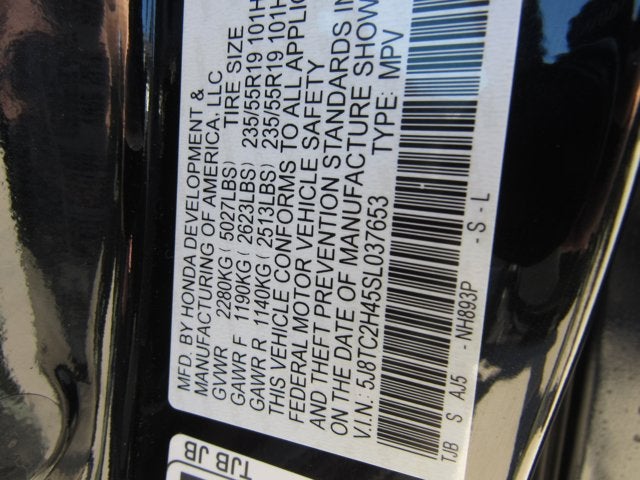 MFD. BY HONDA DEVELOPMENT &
MANUFACTURING OF AMERICA, LLC
TIRE SIZE
GVWR 2280KG ( 5027LBS)
GAWR F 1190KG ( 2623LBS) 235/55R19 101H
GAWR R 1140KG ( 2513LBS) 235/55R19 101H
THIS VEHICLE CONFORMS TO ALL APPLIC
FEDERAL MOTOR VEHICLE SAFETY
AND THEFT PREVENTION STANDARDS IN
ON THE DATE OF MANUFACTURE SHOW
V.I.N.: 5J8TC2H45SL037653 TYPE: MPV
TJB S AJ5 - NH893P - S - L
TJB JB